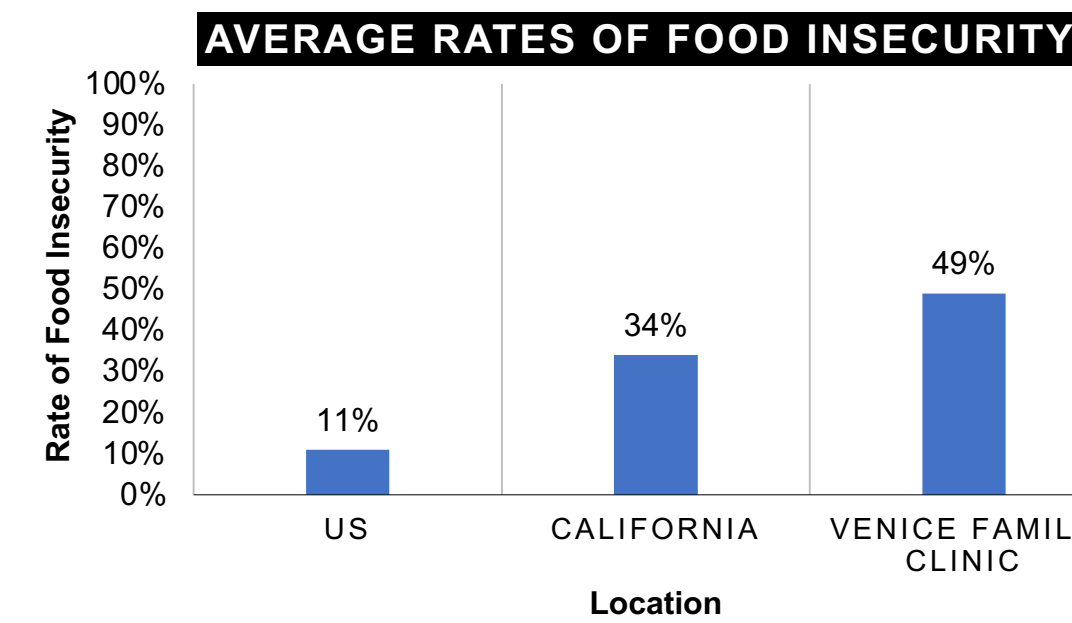 AVERAGE RATES OF FOOD INSECURITY
100%
90%
80%
70%
60%
50%
40%
30%
20%
10%
0%
Rate of Food Insecurity
11%
34%
49%
US
CALIFORNIA
VENICE FAMIL
CLINIC
Location